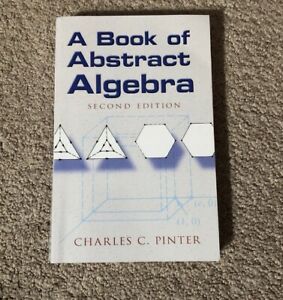 A Book of
Abstract
Algebra
SECOND EDITION
CHARLES C. PINTER